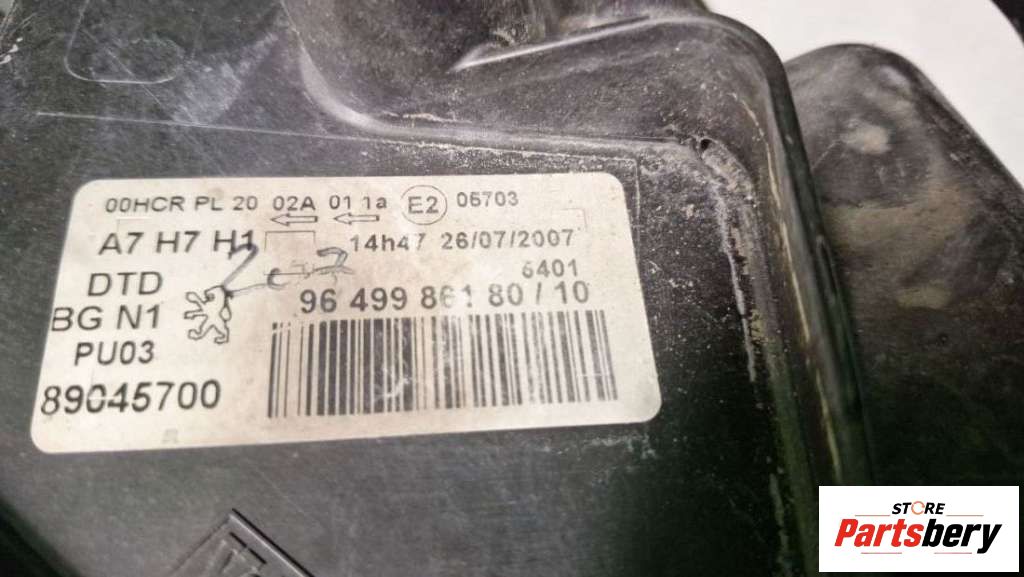 00HCR PL 20 02A 01 1a E2 05703
A7 H7 H1 14h47 26/07/2007
DTD 6401
96 499 861 80 / 10
BG N1
PU03
89045700
STORE
Partsbery